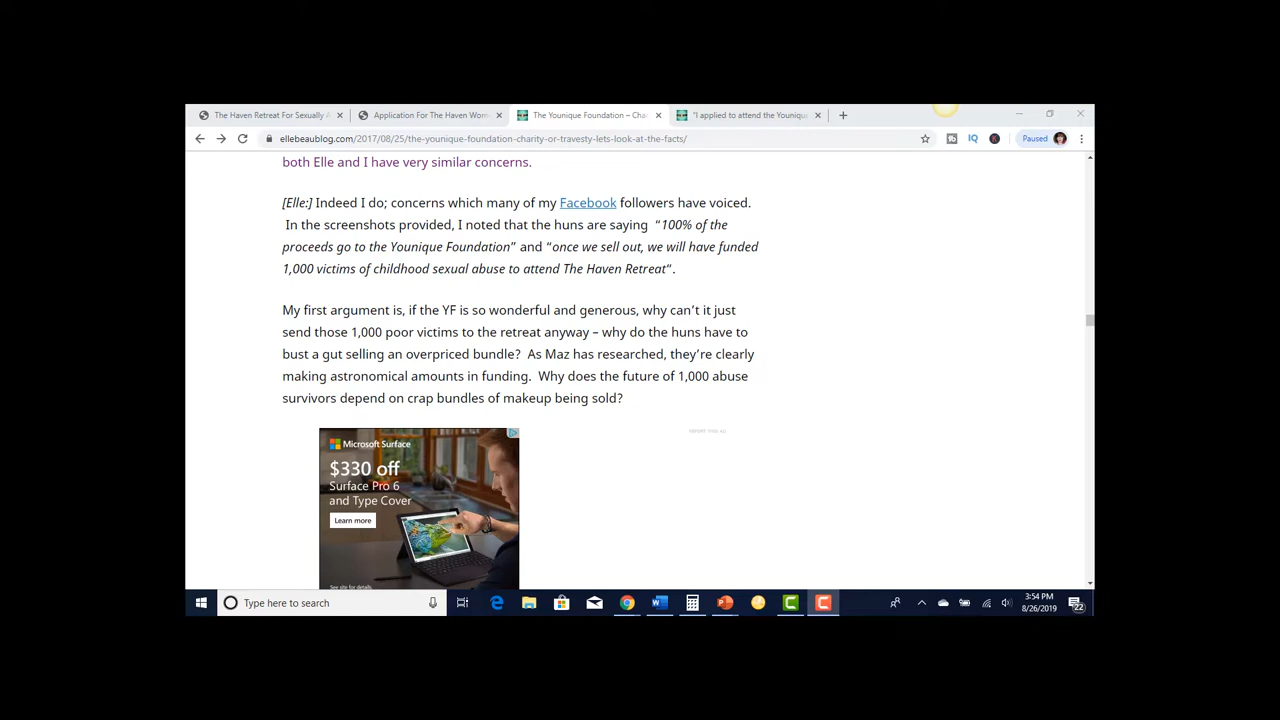 The Haven Retreat For Sexually A
Application For The Haven Wom
The Younique Foundation – Cha
"I applied to attend the Youniqu
ellebeaublog.com/2017/08/25/the-younique-foundation-charity-or-travesty-lets-look-at-the-facts/
IQ
Paused
both Elle and I have very similar concerns.
[Elle:] Indeed I do; concerns which many of my Facebook followers have voiced.
In the screenshots provided, I noted that the huns are saying “100% of the
proceeds go to the Younique Foundation” and “once we sell out, we will have funded
1,000 victims of childhood sexual abuse to attend The Haven Retreat“.
My first argument is, if the YF is so wonderful and generous, why can’t it just
send those 1,000 poor victims to the retreat anyway – why do the huns have to
bust a gut selling an overpriced bundle? As Maz has researched, they’re clearly
making astronomical amounts in funding. Why does the future of 1,000 abuse
survivors depend on crap bundles of makeup being sold?
REPORT THIS AD
Microsoft Surface
$330 off
Surface Pro 6
and Type Cover
Learn more
See site for details.
Type here to search
3:54 PM
8/26/2019
22